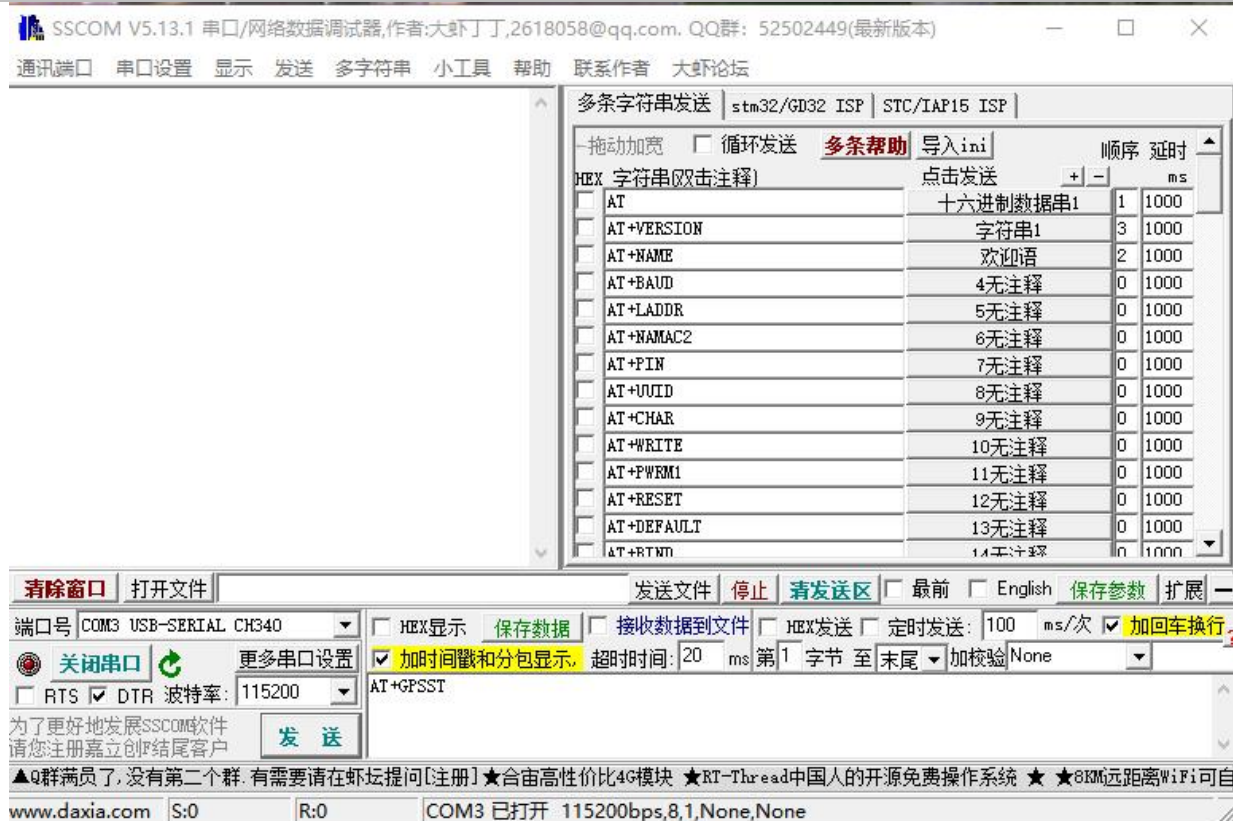 SSCOM V5.13.1 串口/网络数据调试器,作者:大虾丁丁,2618058@qq.com. QQ群: 52502449(最新版本)
通讯端口 串口设置 显示 发送 多字符串 小工具 帮助 联系作者 大虾论坛
多条字符串发送 stm32/GD32 ISP STC/IAP15 ISP
拖动加宽 循环发送 多条帮助 导入ini 顺序 延时
HEX 字符串(双击注释) 点击发送 + - ms
AT 十六进制数据串1 1 1000
AT+VERSION 字符串1 3 1000
AT+NAME 欢迎语 2 1000
AT+BAUD 4无注释 0 1000
AT+LADDR 5无注释 0 1000
AT+NAMAC2 6无注释 0 1000
AT+PIN 7无注释 0 1000
AT+UUID 8无注释 0 1000
AT+CHAR 9无注释 0 1000
AT+WRITE 10无注释 0 1000
AT+PWRM1 11无注释 0 1000
AT+RESET 12无注释 0 1000
AT+DEFAULT 13无注释 0 1000
AT+BIND 14无注释 0 1000
清除窗口 打开文件 发送文件 停止 清发送区 最前 English 保存参数 扩展 —
端口号 COM3 USB-SERIAL CH340 HEX显示 保存数据 接收数据到文件 HEX发送 定时发送: 100 ms/次 加回车换行 ?
关闭串口 更多串口设置 加时间戳和分包显示, 超时时间: 20 ms 第1 字节 至 末尾 加校验 None
RTS DTR 波特率: 115200 AT+GPSST
为了更好地发展SSCOM软件
请您注册嘉立创F结尾客户 发 送
▲Q群满员了,没有第二个群.有需要请在虾坛提问[注册]★合宙高性价比4G模块 ★RT-Thread中国人的开源免费操作系统 ★ ★8KM远距离WiFi可自
www.daxia.com S:0 R:0 COM3 已打开 115200bps,8,1,None,None